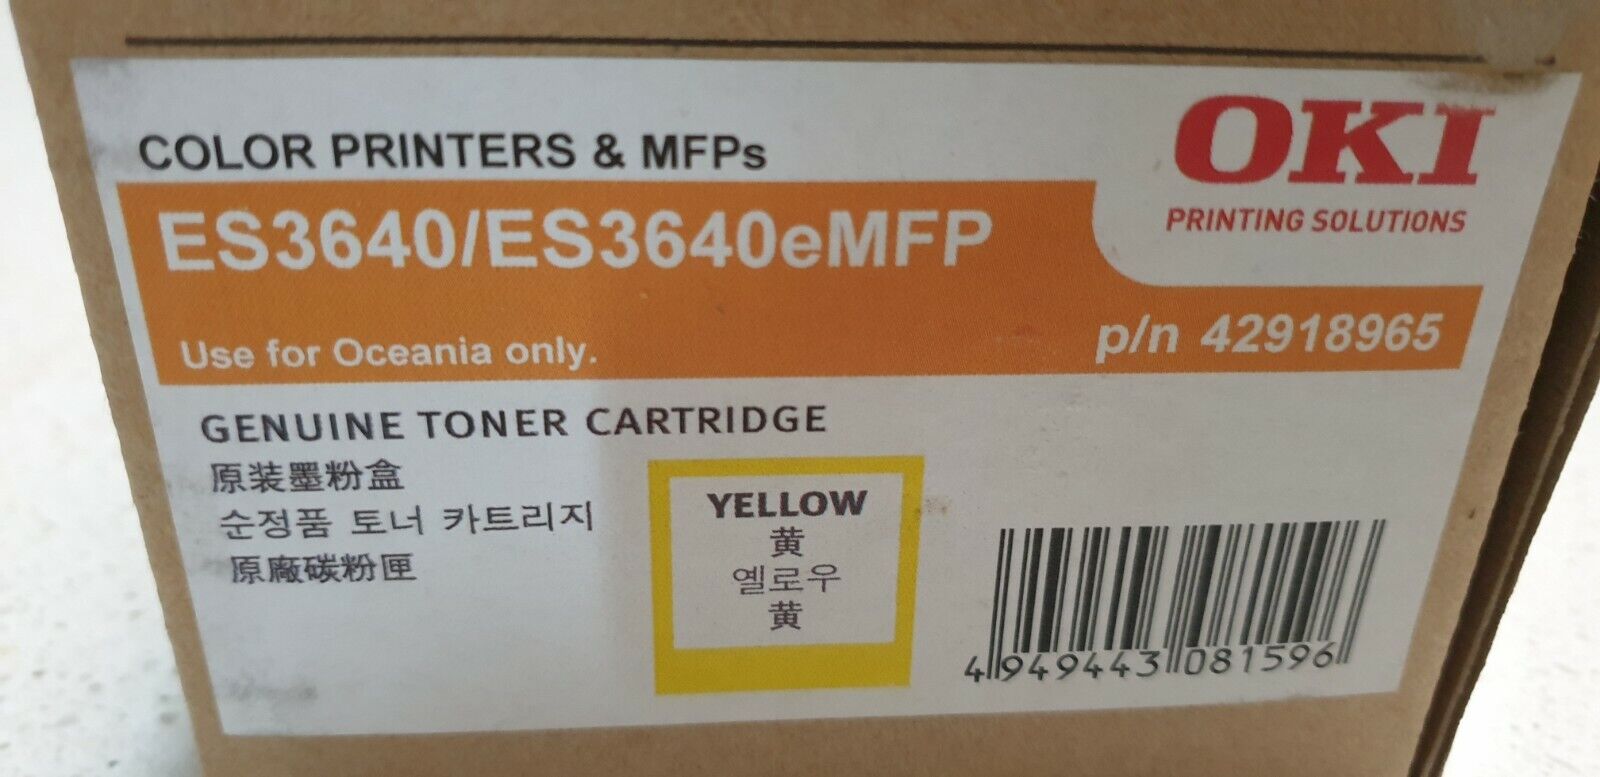 COLOR PRINTERS & MFPs
OKI
PRINTING SOLUTIONS
ES3640/ES3640eMFP
Use for Oceania only.
p/n 42918965
GENUINE TONER CARTRIDGE
原装墨粉盒
순정품 토너 카트리지
原廠碳粉匣
YELLOW
黄
옐로우
黄
4 949443 081596